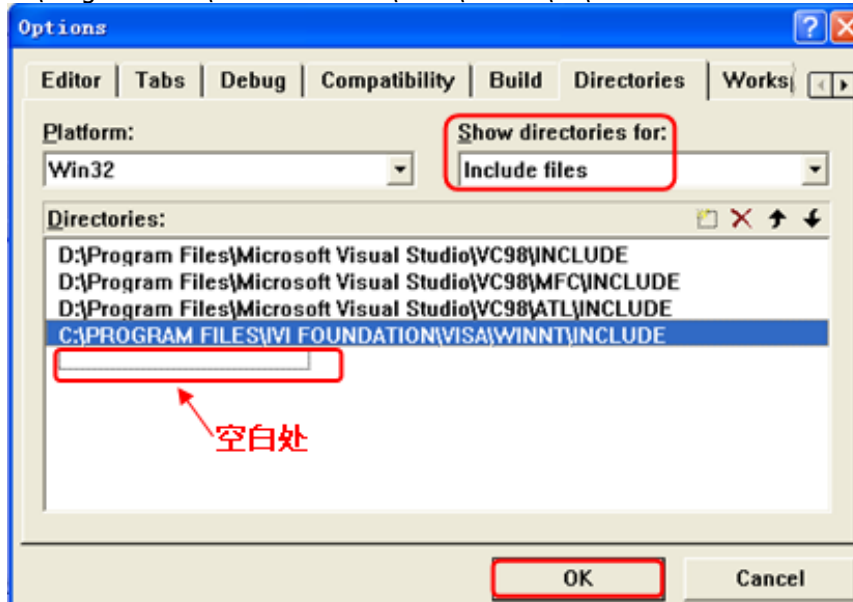 Options
Editor Tabs Debug Compatibility Build Directories
Platform: Show directories for:
Win32 Include files
Directories:
D:\Program Files\Microsoft Visual Studio\VC98\INCLUDE
D:\Program Files\Microsoft Visual Studio\VC98\MFC\INCLUDE
D:\Program Files\Microsoft Visual Studio\VC98\ATL\INCLUDE
C:\PROGRAM FILES\IVI FOUNDATION\VISA\WINNT\INCLUDE
空白处
OK Cancel